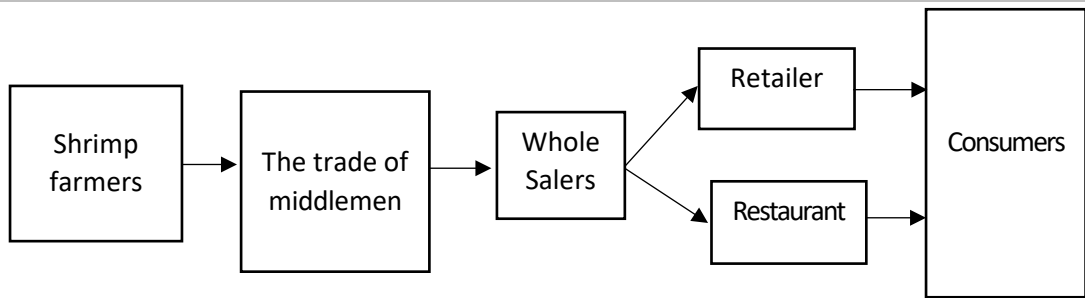 Shrimp
farmers
The trade of
middlemen
Whole
Salers
Retailer
Restaurant
Consumers